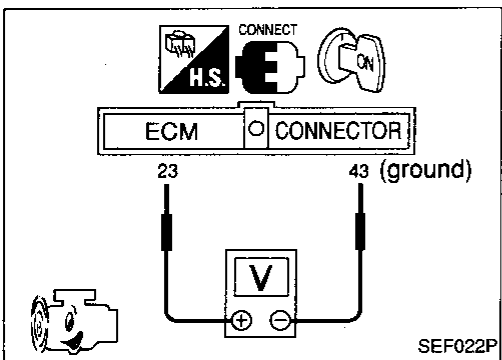 CONNECT
H.S.
ON
ECM CONNECTOR
23 43 (ground)
V
SEF022P